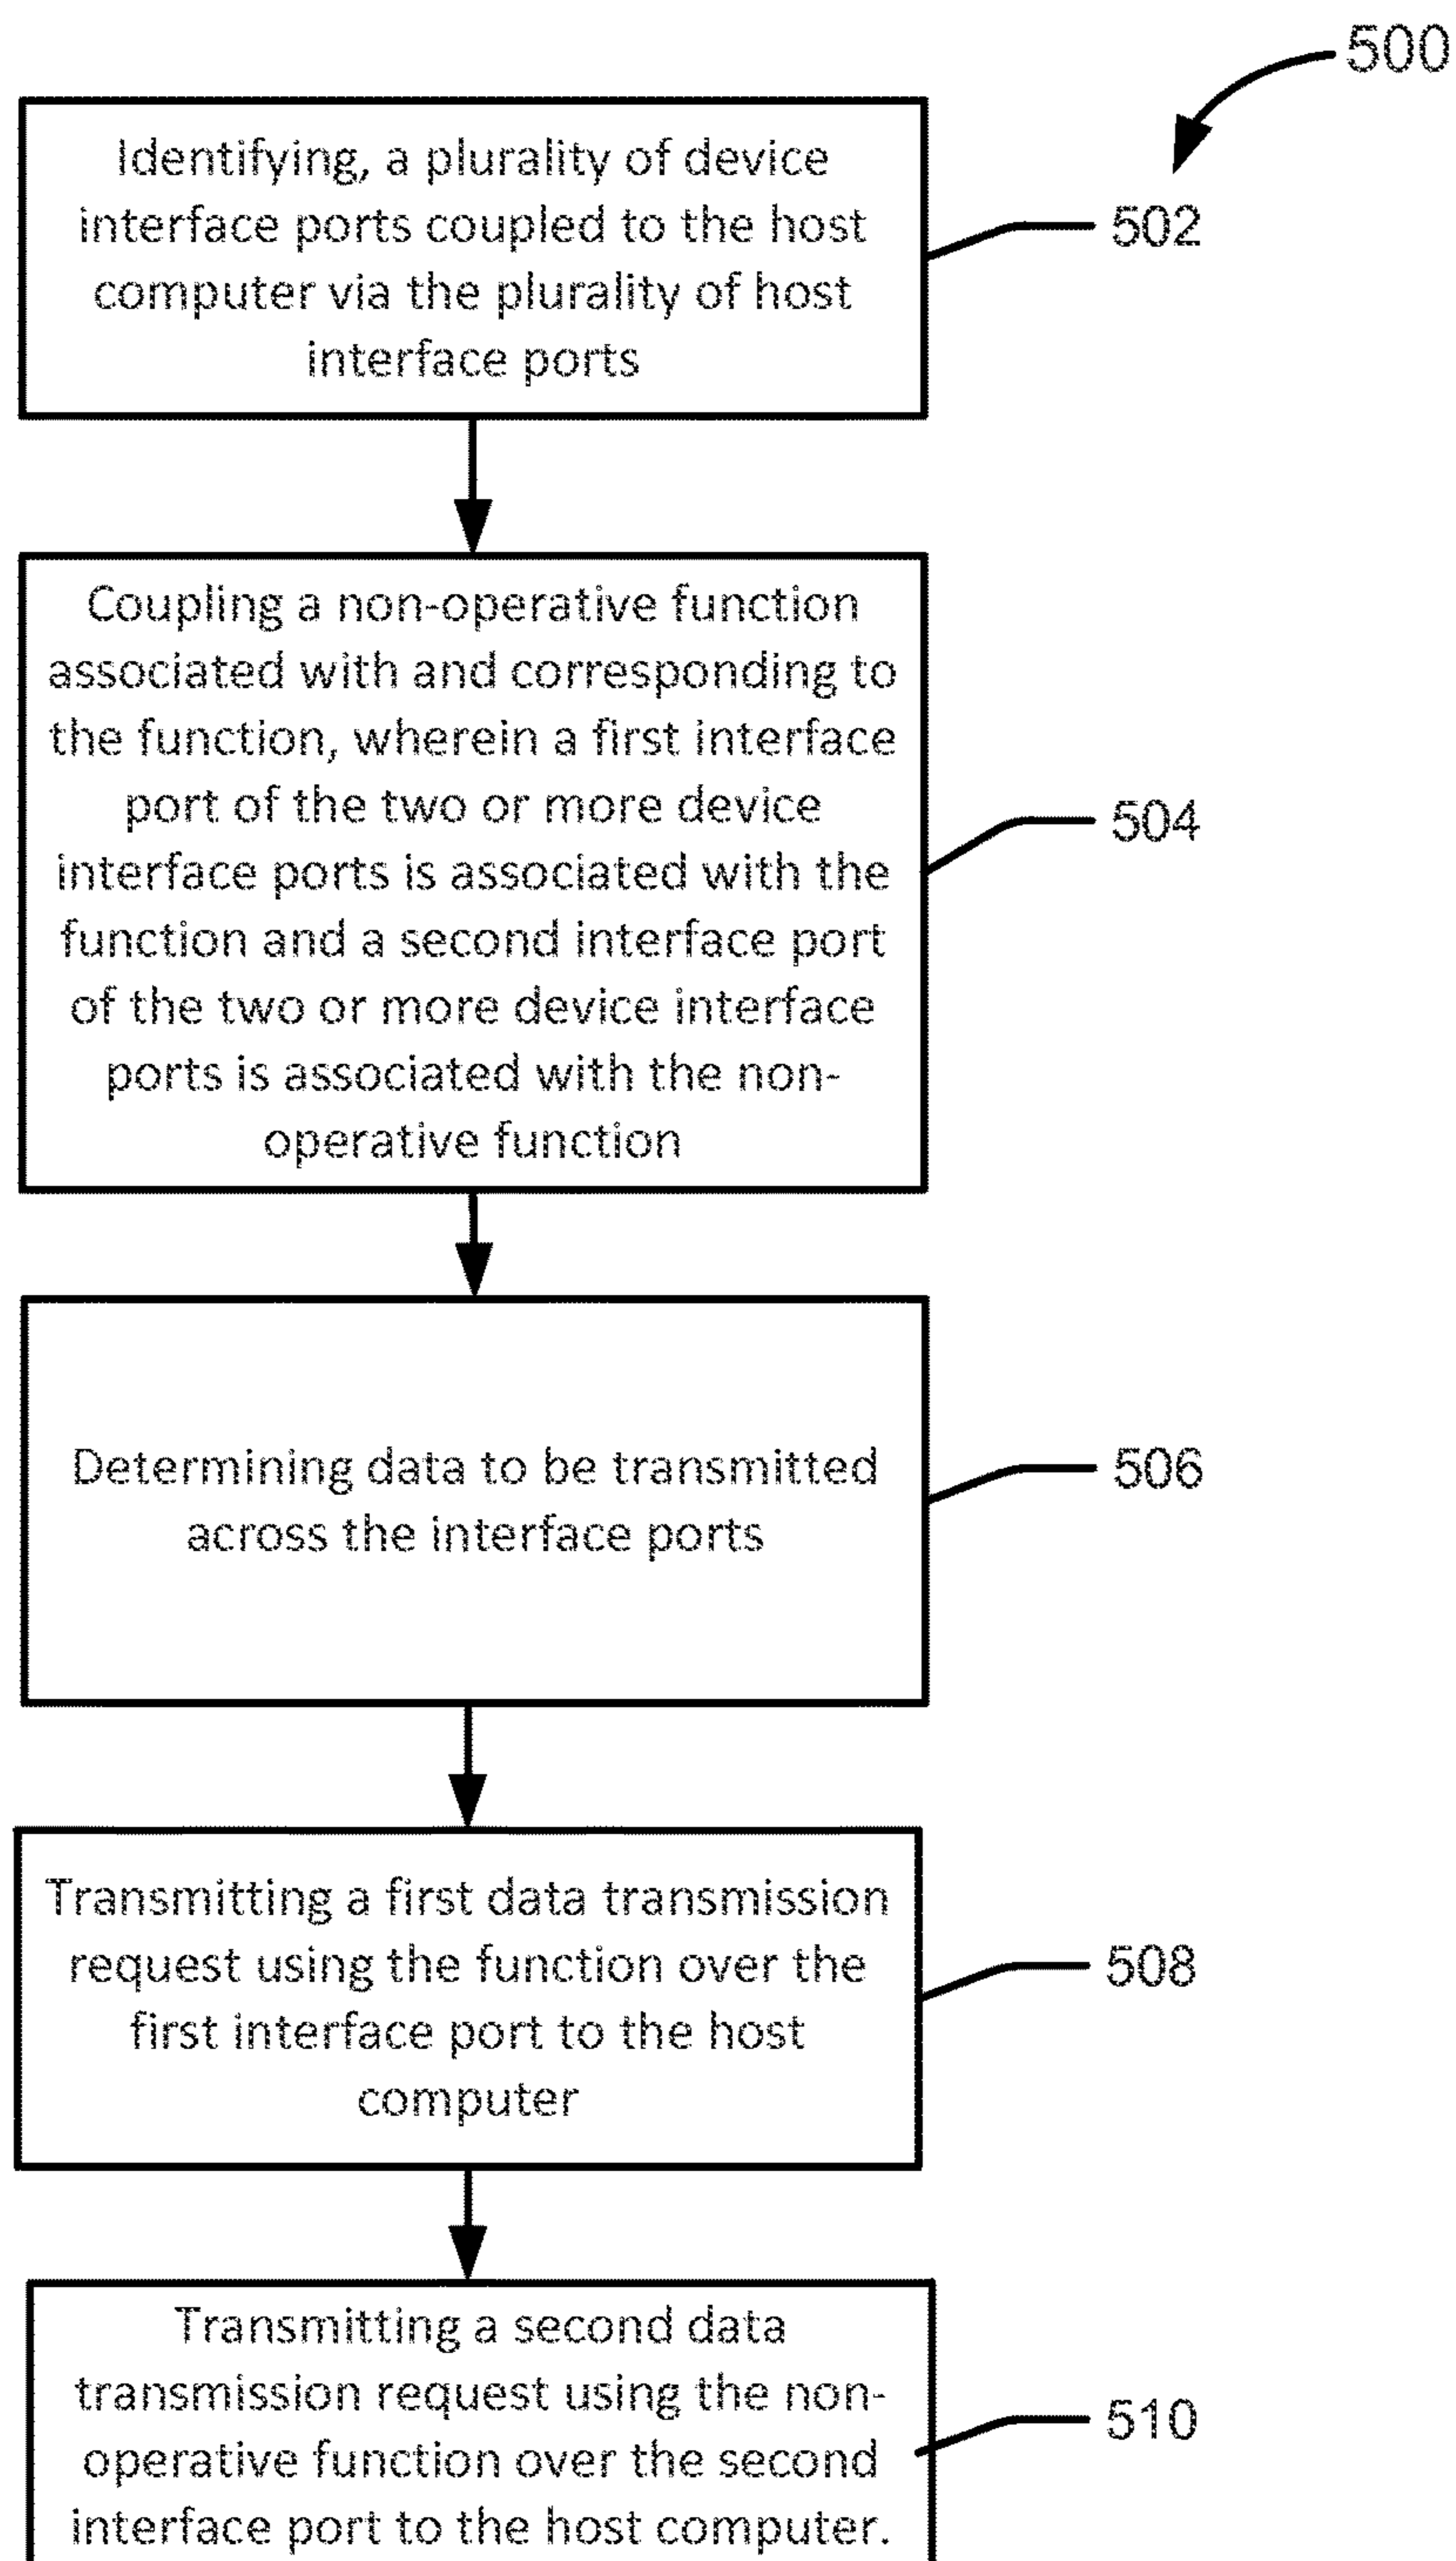 500
Identifying, a plurality of device
interface ports coupled to the host
computer via the plurality of host
interface ports
502
Coupling a non-operative function
associated with and corresponding to
the function, wherein a first interface
port of the two or more device
interface ports is associated with the
function and a second interface port
of the two or more device interface
ports is associated with the non-
operative function
504
Determining data to be transmitted
across the interface ports
506
Transmitting a first data transmission
request using the function over the
first interface port to the host
computer
508
Transmitting a second data
transmission request using the non-
operative function over the second
interface port to the host computer.
510